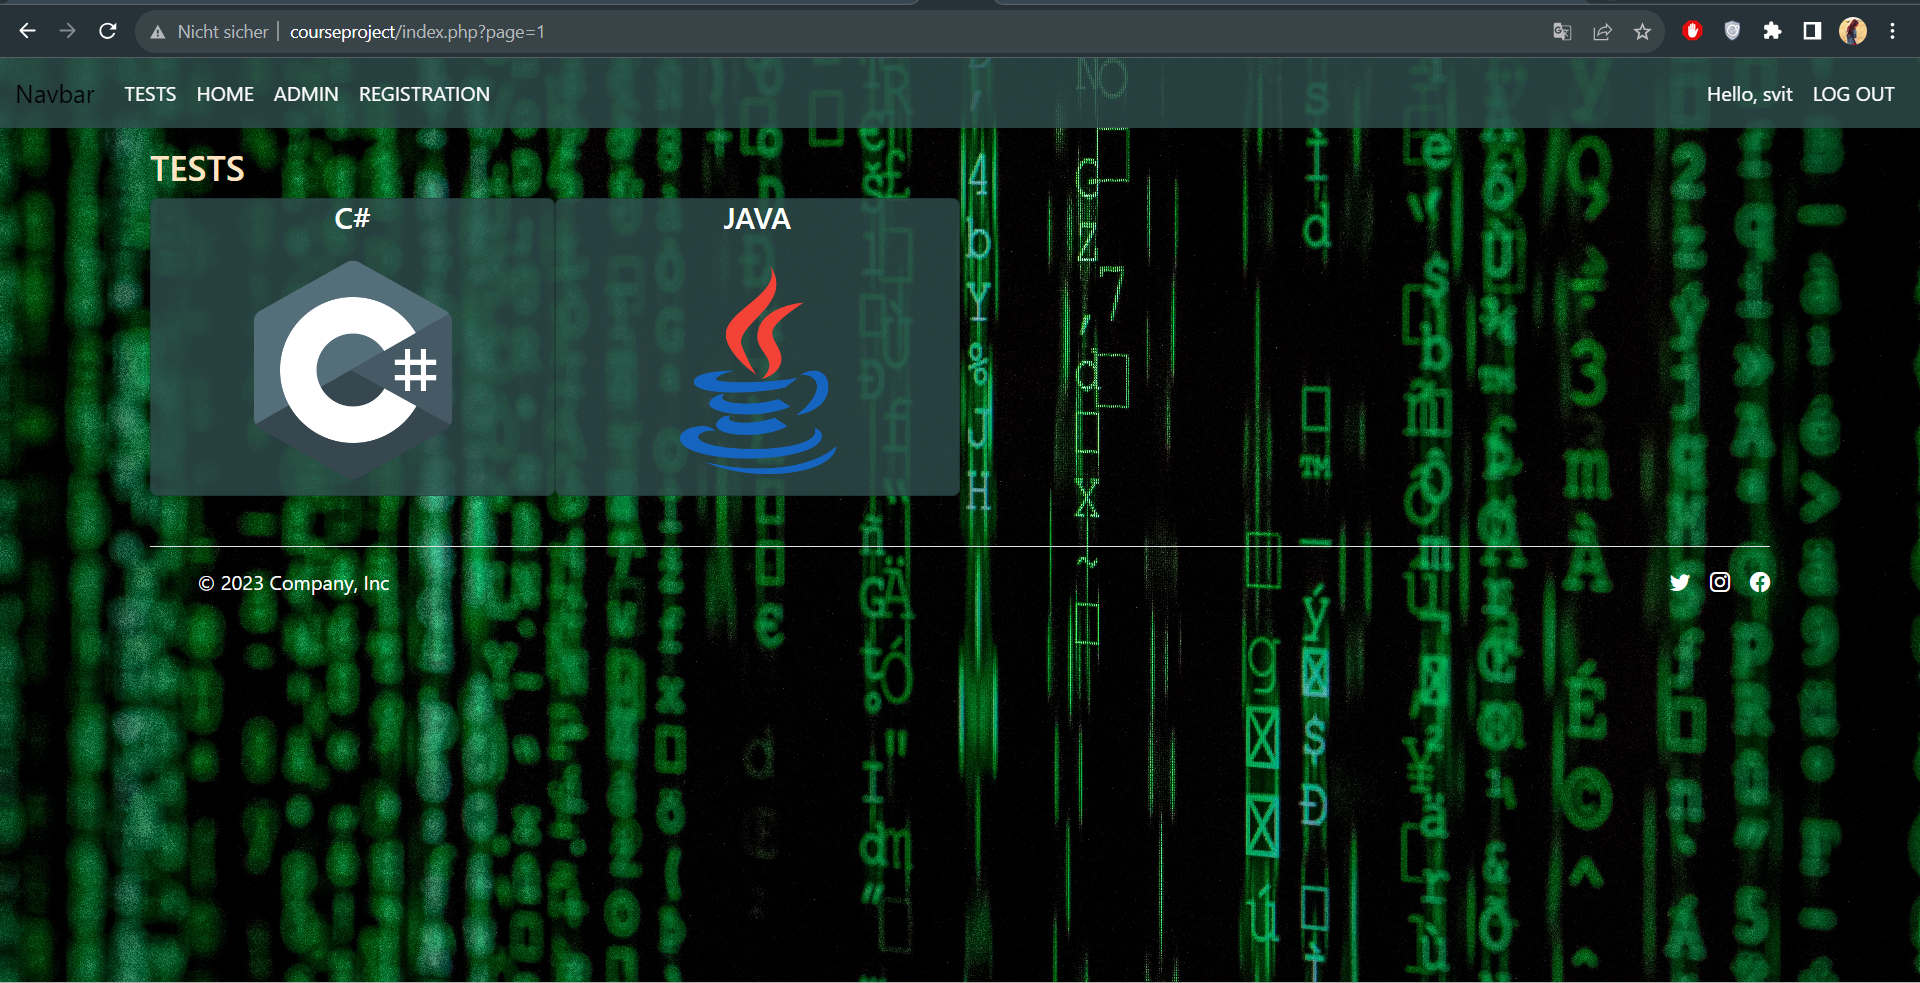 Nicht sicher courseproject/index.php?page=1
Navbar TESTS HOME ADMIN REGISTRATION Hello, svit LOG OUT
TESTS
C# JAVA
C#
© 2023 Company, Inc